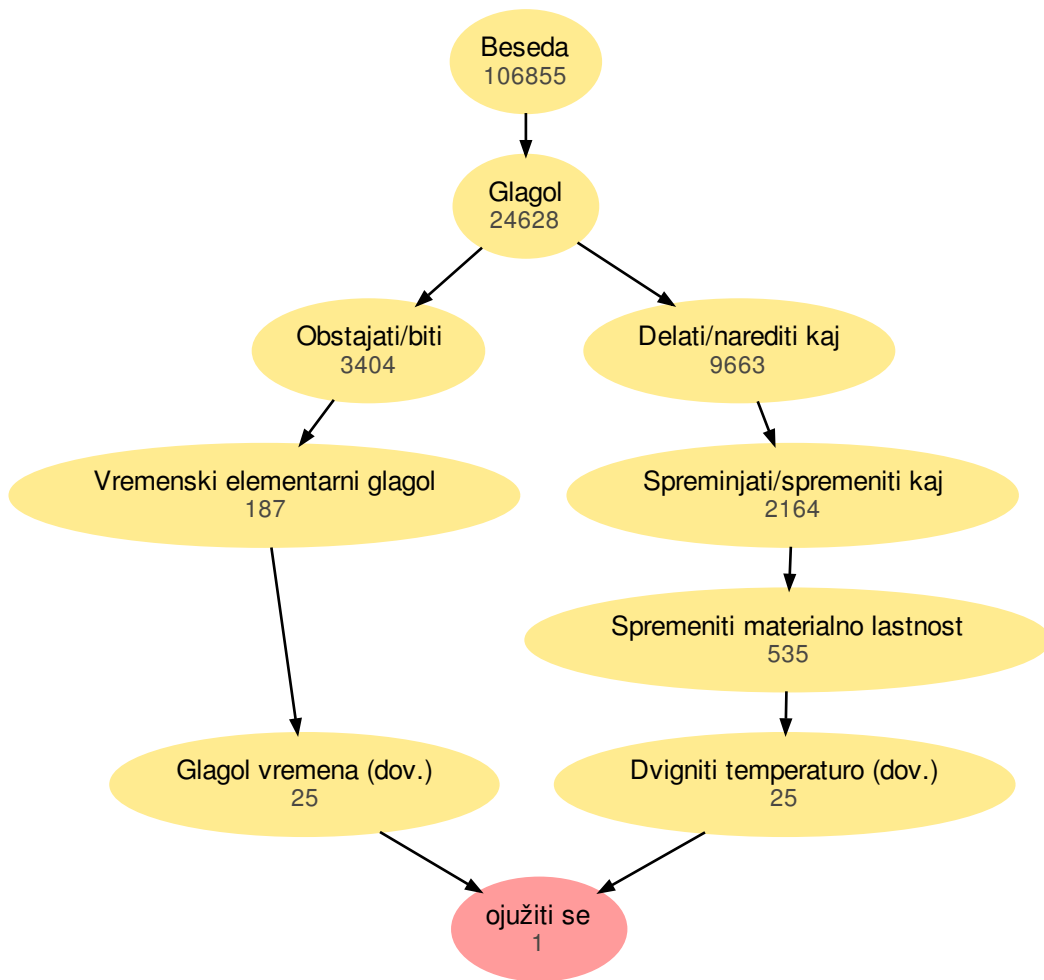 Beseda
106855
Glagol
24628
Obstajati/biti
3404
Delati/narediti kaj
9663
Vremenski elementarni glagol
187
Spreminjati/spremeniti kaj
2164
Spremeniti materialno lastnost
535
Glagol vremena (dov.)
25
Dvigniti temperaturo (dov.)
25
ojužiti se
1